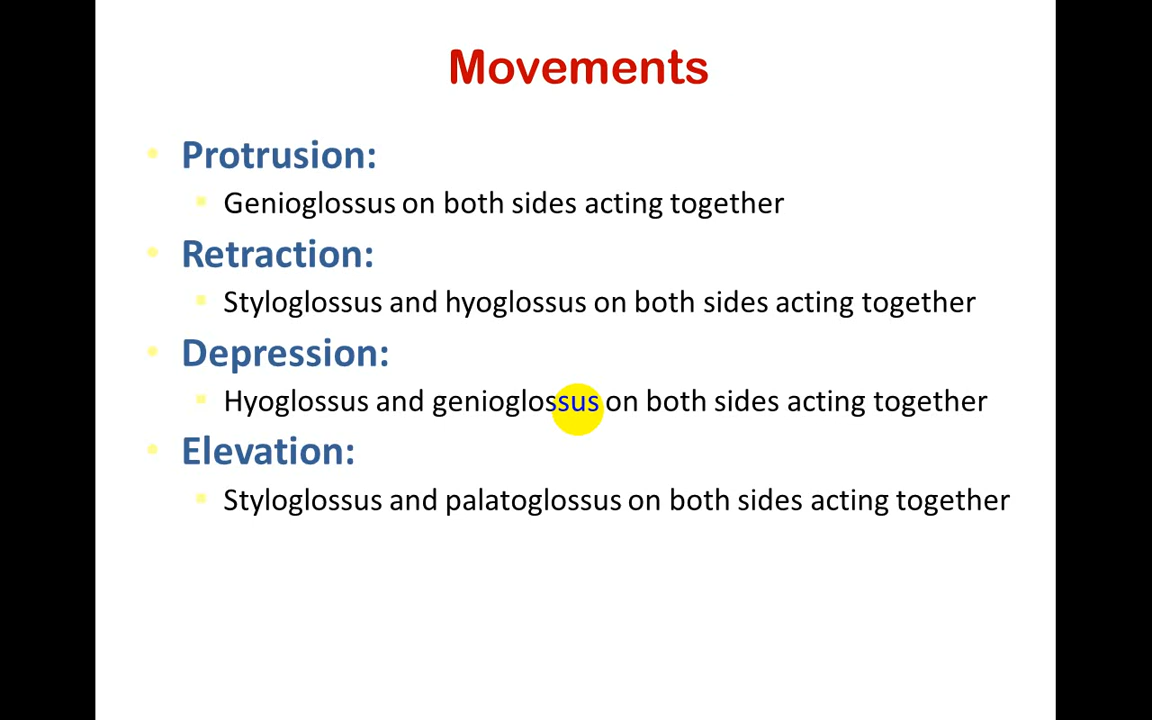 Movements
• Protrusion:
▪ Genioglossus on both sides acting together
• Retraction:
▪ Styloglossus and hyoglossus on both sides acting together
• Depression:
▪ Hyoglossus and genioglossus on both sides acting together
• Elevation:
▪ Styloglossus and palatoglossus on both sides acting together